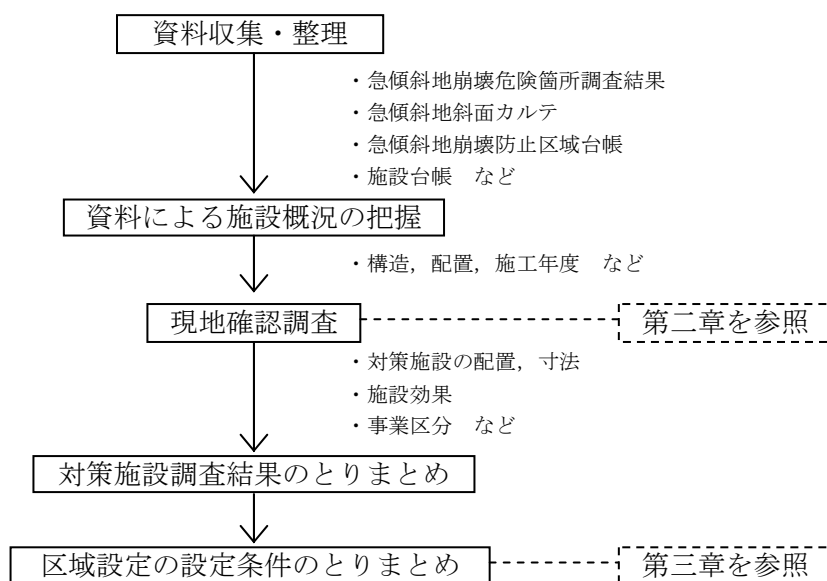 資料収集・整理
・急傾斜地崩壊危険箇所調査結果
・急傾斜地斜面カルテ
・急傾斜地崩壊防止区域台帳
・施設台帳　など
資料による施設概況の把握
・構造，配置，施工年度　など
現地確認調査
第二章を参照
・対策施設の配置，寸法
・施設効果
・事業区分　など
対策施設調査結果のとりまとめ
区域設定の設定条件のとりまとめ
第三章を参照